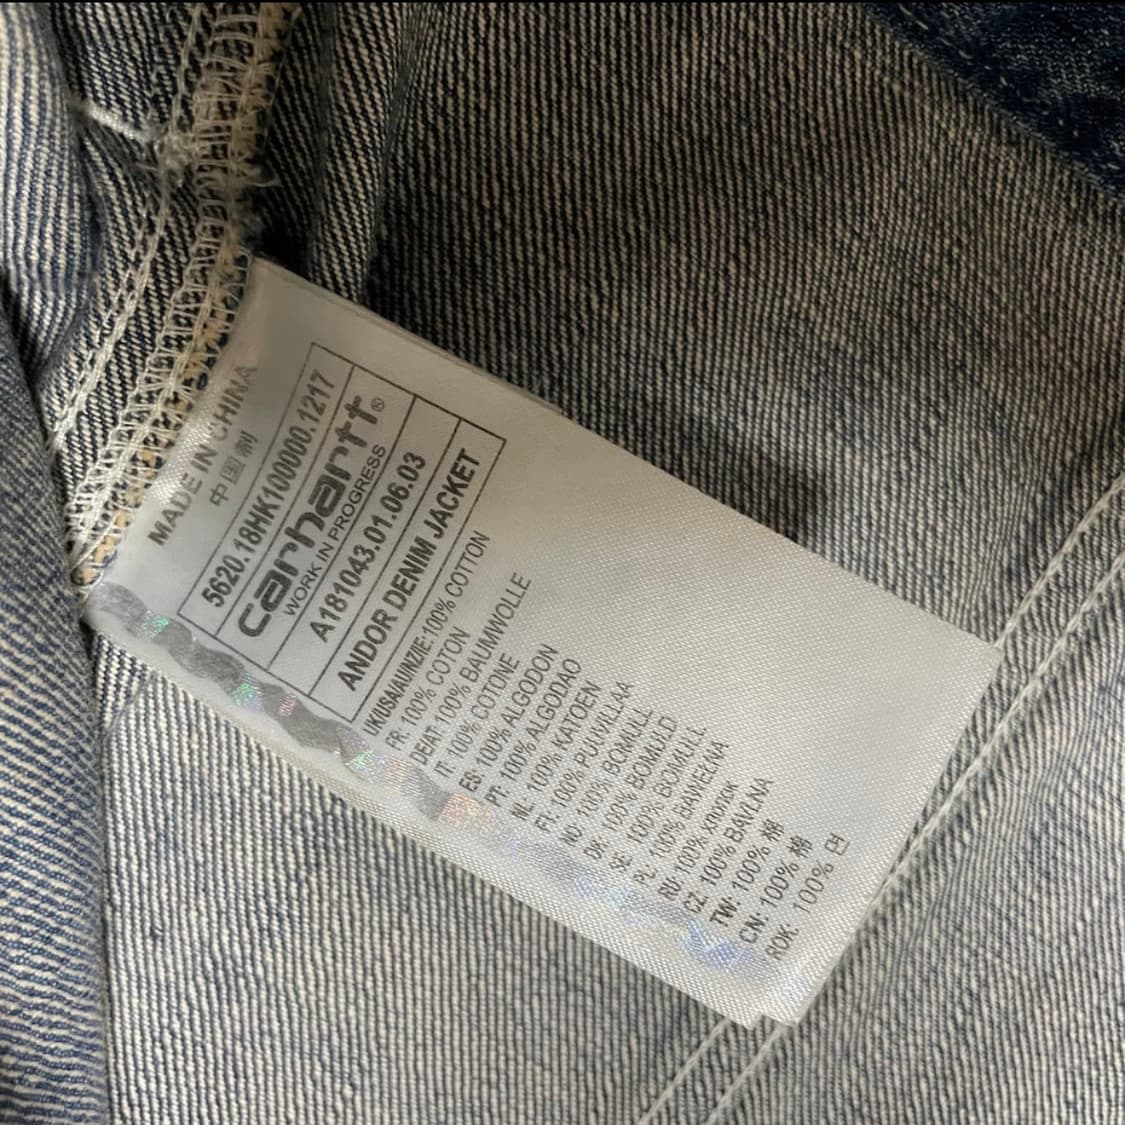 MADE IN CHINA
中国制
5620.18HK100000.1217
carhartt®
WORK IN PROGRESS
A181043.01.06.03
ANDOR DENIM JACKET
UK/USA/AU/NZ/IE:100% COTTON
FR: 100% COTON
DE/AT: 100% BAUMWOLLE
IT: 100% COTONE
ES: 100% ALGODON
PT: 100% ALGODAO
NL: 100% KATOEN
FI: 100% PUUVILLAA
NO: 100% BOMULL
DK: 100% BOMULD
SE: 100% BOMULL
PL: 100% BAWEŁNA
RU: 100% хлопок
CZ: 100% BAVLNA
TW: 100% 棉
CN: 100% 棉
ROK: 100% 면